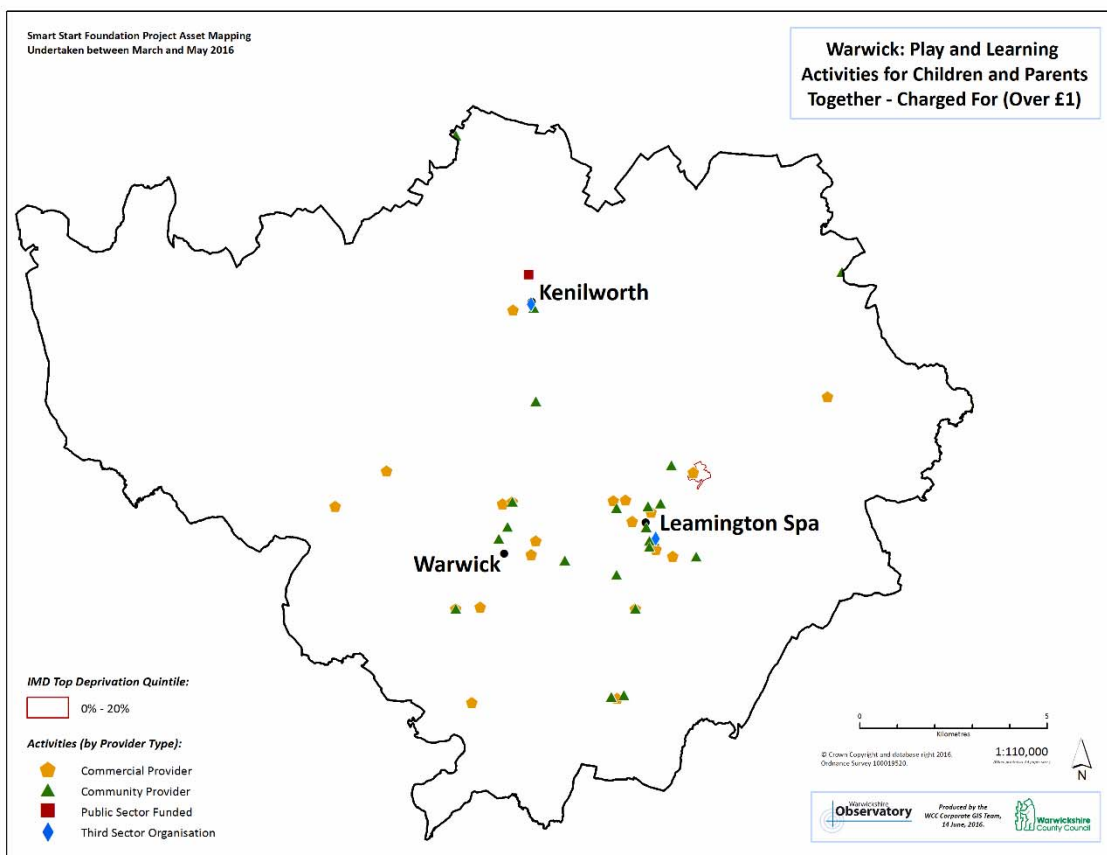 Smart Start Foundation Project Asset Mapping
Undertaken between March and May 2016
Warwick: Play and Learning
Activities for Children and Parents
Together - Charged For (Over £1)
Kenilworth
Leamington Spa
Warwick
IMD Top Deprivation Quintile:
0% - 20%
Activities (by Provider Type):
Commercial Provider
Community Provider
Public Sector Funded
Third Sector Organisation
0 5
Kilometres
© Crown Copyright and database right 2016.
Ordnance Survey 100019520.
1:110,000
N
Warwickshire
Observatory
Produced by the
WCC Corporate GIS Team,
14 June, 2016.
Warwickshire
County Council